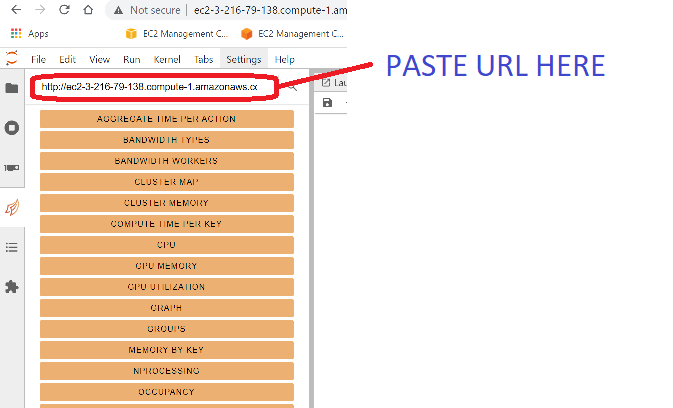 Not secure | ec2-3-216-79-138.compute-1.am
Apps EC2 Management C... EC2 Management C...
File Edit View Run Kernel Tabs Settings Help
http://ec2-3-216-79-138.compute-1.amazonaws.cc
PASTE URL HERE
Lau
AGGREGATE TIME PER ACTION
BANDWIDTH TYPES
BANDWIDTH WORKERS
CLUSTER MAP
CLUSTER MEMORY
COMPUTE TIME PER KEY
CPU
GPU MEMORY
GPU UTILIZATION
GRAPH
GROUPS
MEMORY BY KEY
NPROCESSING
OCCUPANCY